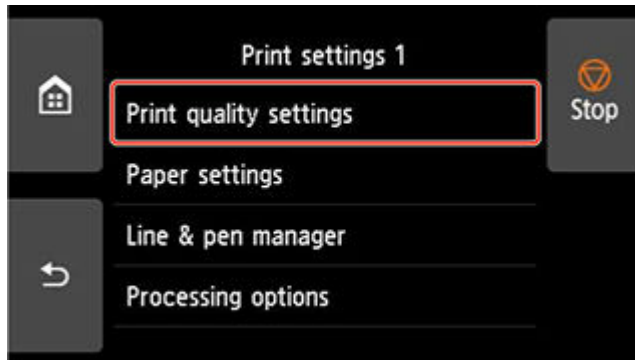 Print settings 1
Print quality settings
Stop
Paper settings
Line & pen manager
Processing options